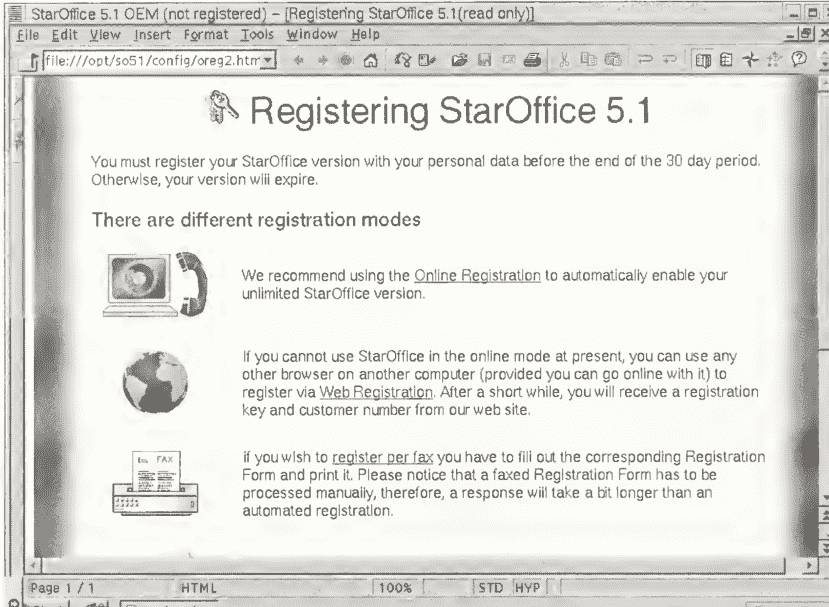 StarOffice 5.1 OEM (not registered) – [Registering StarOffice 5.1(read only)]
File Edit View Insert Format Tools Window Help
file:///opt/so51/config/oreg2.htm
Registering StarOffice 5.1
You must register your StarOffice version with your personal data before the end of the 30 day period.
Otherwise, your version will expire.
There are different registration modes
We recommend using the Online Registration to automatically enable your
unlimited StarOffice version.
If you cannot use StarOffice in the online mode at present, you can use any
other browser on another computer (provided you can go online with it) to
register via Web Registration. After a short while, you will receive a registration
key and customer number from our web site.
FAX
if you wish to register per fax you have to fill out the corresponding Registration
Form and print it. Please notice that a faxed Registration Form has to be
processed manually, therefore, a response will take a bit longer than an
automated registration.
Page 1 / 1 HTML 100% STD HYP